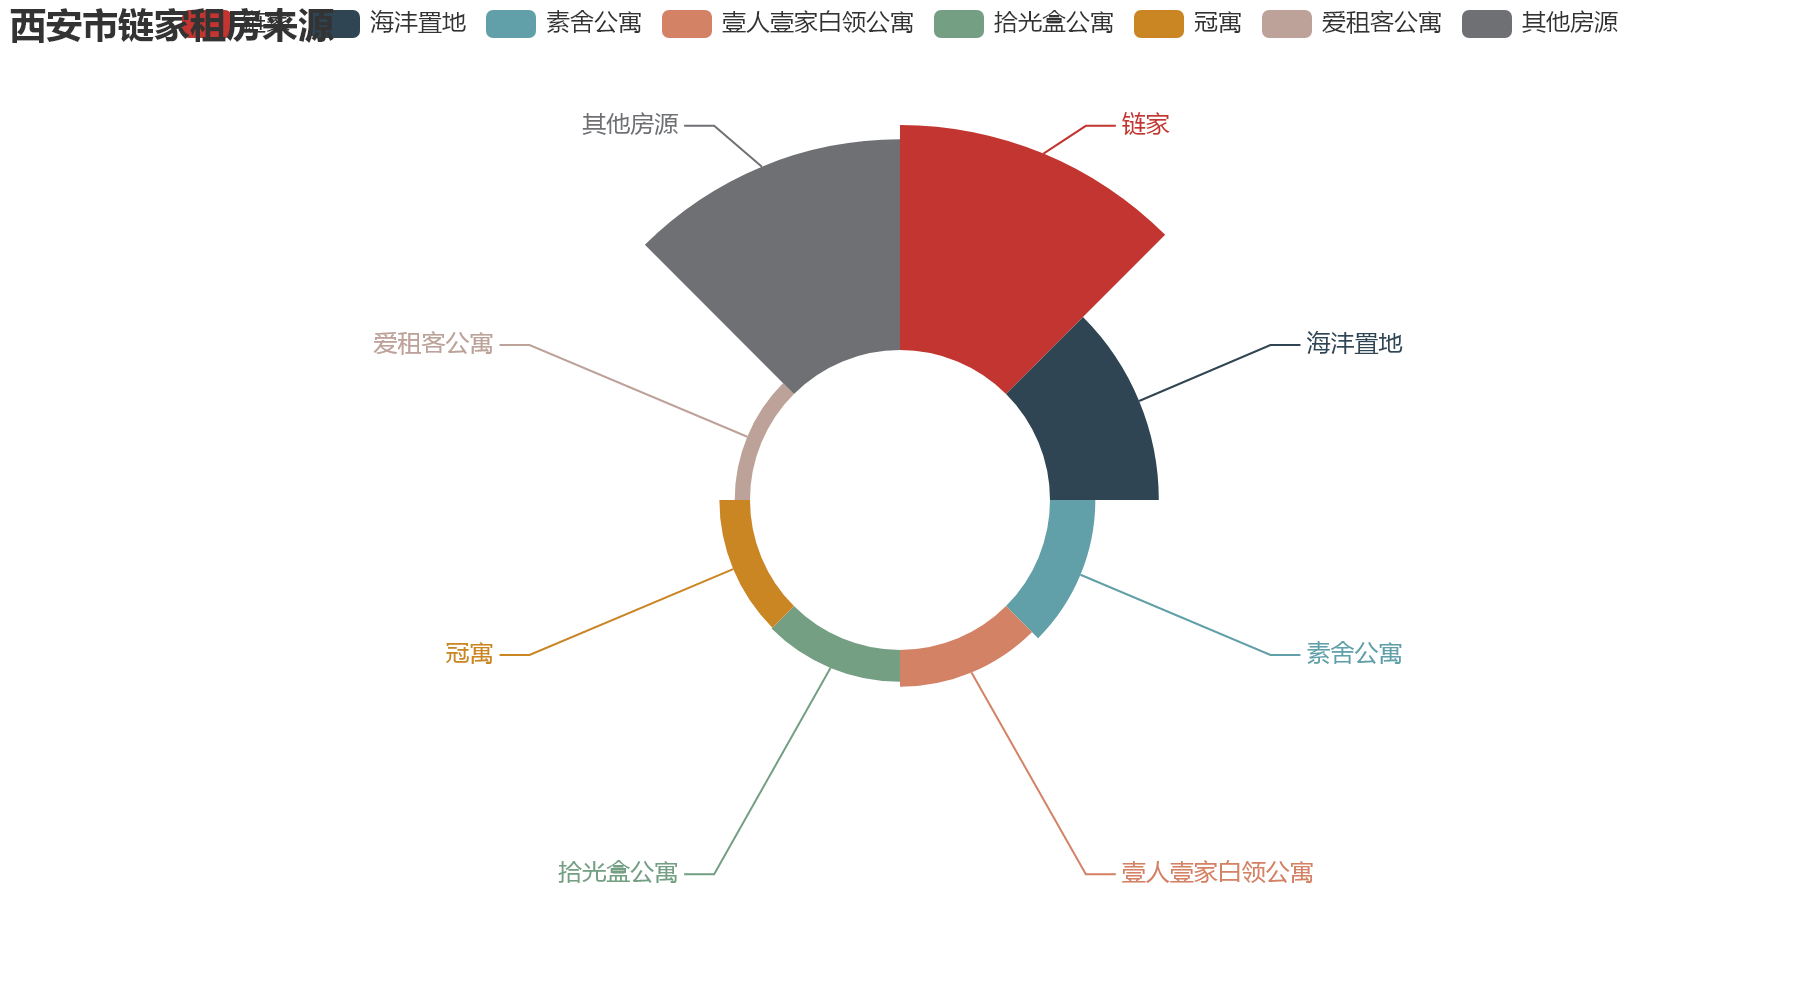 西安市链家租房来源
链家 海沣置地 素舍公寓 壹人壹家白领公寓 拾光盒公寓 冠寓 爱租客公寓 其他房源
其他房源 链家
爱租客公寓 海沣置地
冠寓 素舍公寓
拾光盒公寓 壹人壹家白领公寓